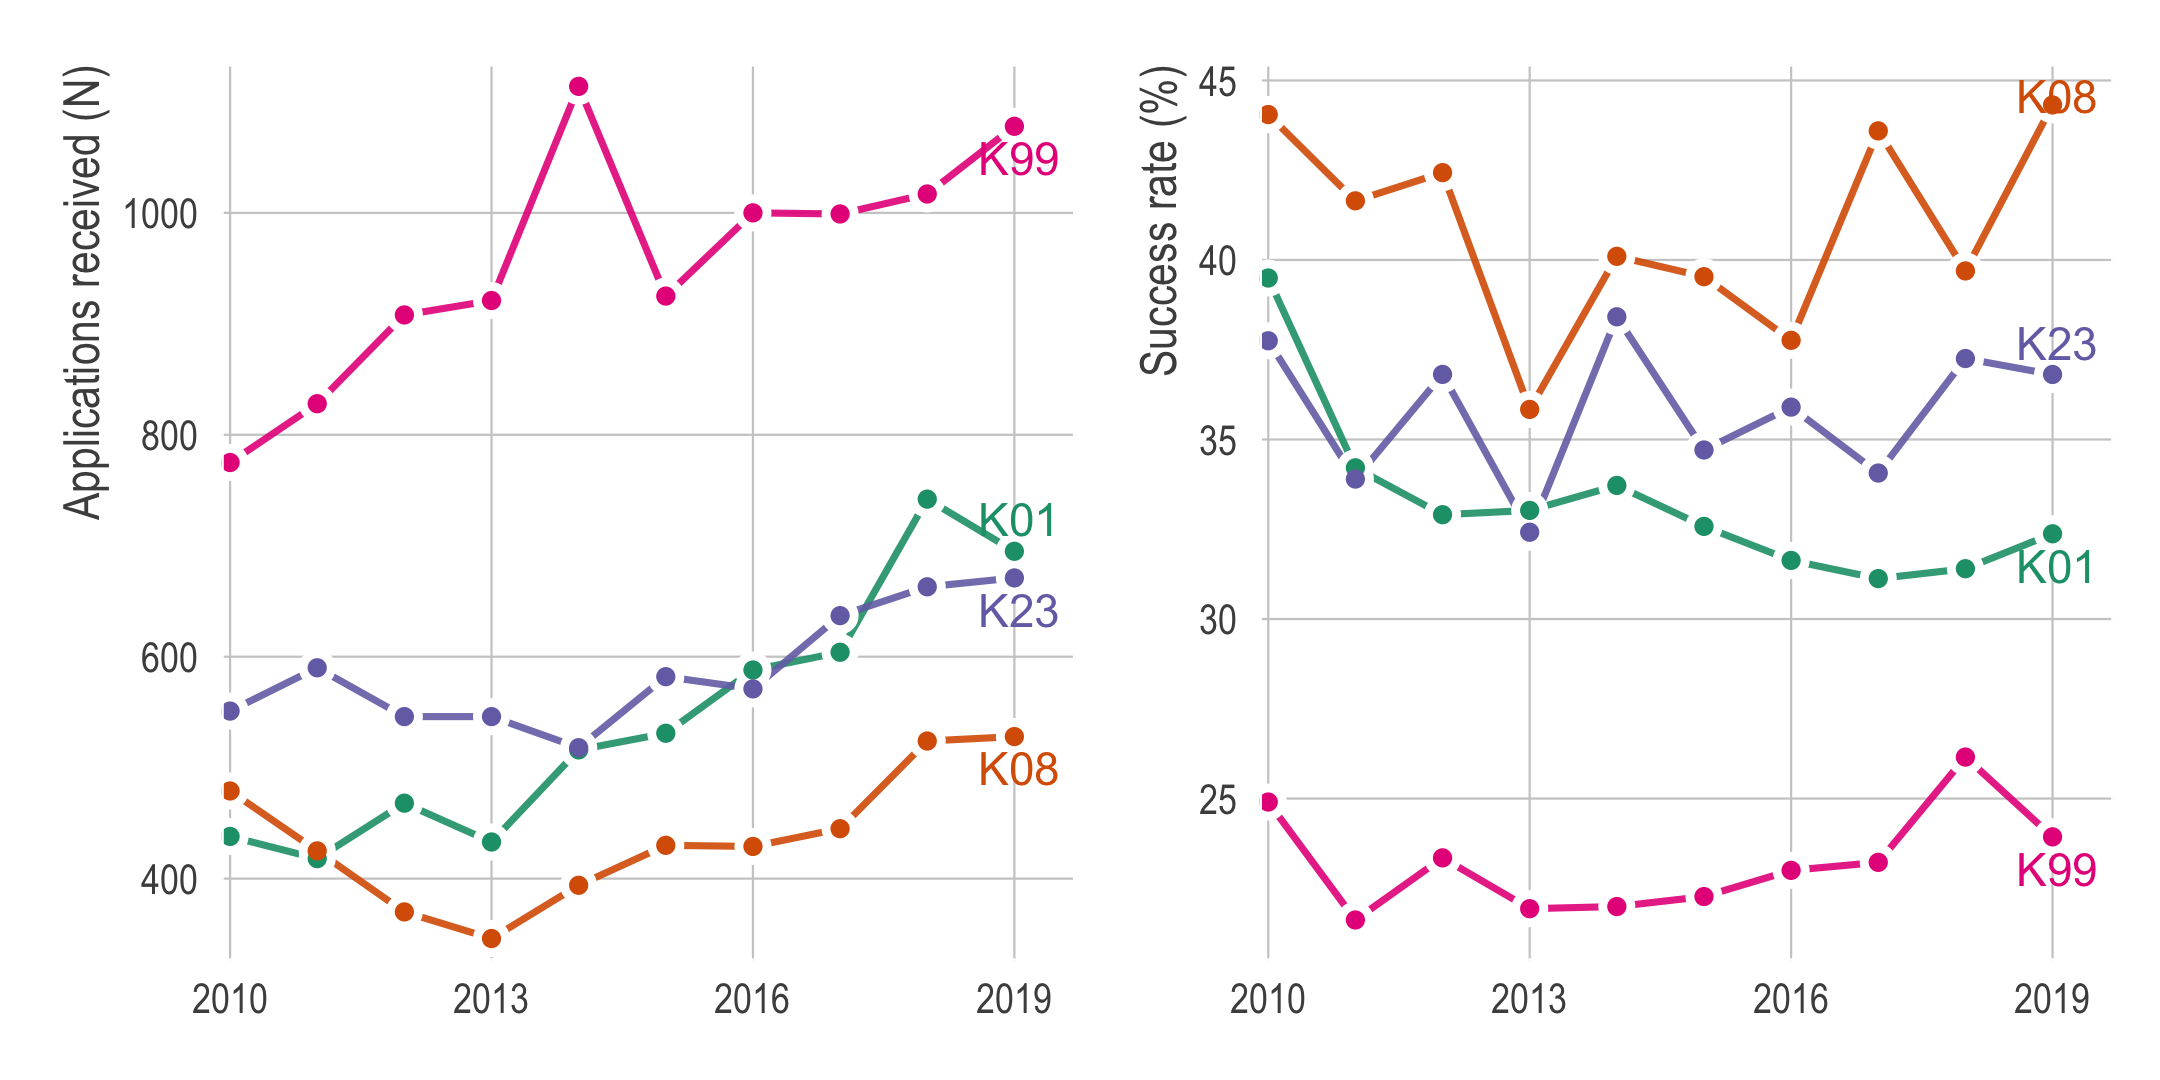 Applications received (N)
1000
800
600
400
K99
K01
K23
K08
2010
2013
2016
2019
Success rate (%)
45
40
35
30
25
K08
K23
K01
K99
2010
2013
2016
2019